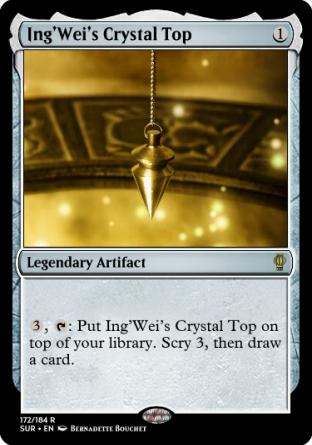 Ing'Wei's Crystal Top 1
Legendary Artifact
3, : Put Ing'Wei's Crystal Top on
top of your library. Scry 3, then draw
a card.
172/184 R
SUR • EN BERNADETTE BOUCHET